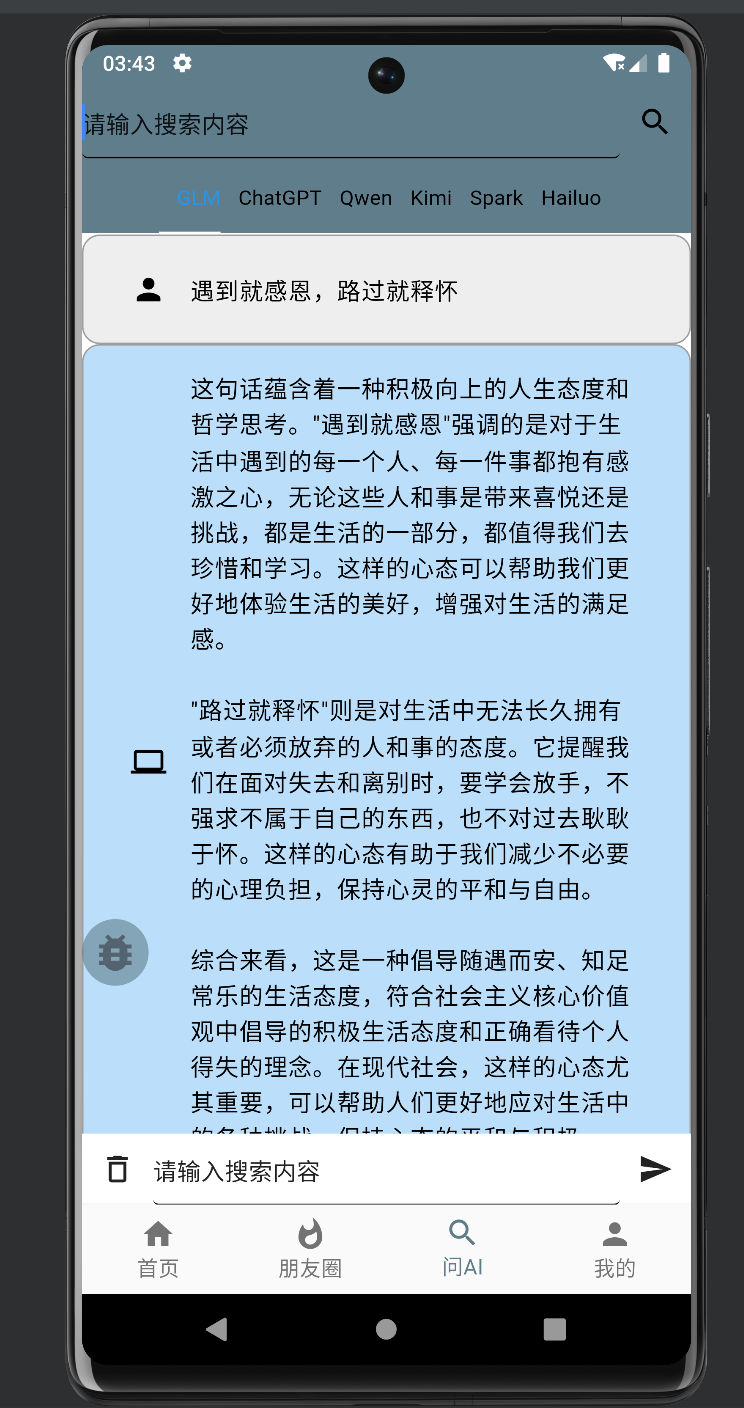 03:43
请输入搜索内容
GLM ChatGPT Qwen Kimi Spark Hailuo
遇到就感恩，路过就释怀
这句话蕴含着一种积极向上的人生态度和
哲学思考。"遇到就感恩"强调的是对于生
活中遇到的每一个人、每一件事都抱有感
激之心，无论这些人和事是带来喜悦还是
挑战，都是生活的一部分，都值得我们去
珍惜和学习。这样的心态可以帮助我们更
好地体验生活的美好，增强对生活的满足
感。
"路过就释怀"则是对生活中无法长久拥有
或者必须放弃的人和事的态度。它提醒我
们在面对失去和离别时，要学会放手，不
强求不属于自己的东西，也不对过去耿耿
于怀。这样的心态有助于我们减少不必要
的心理负担，保持心灵的平和与自由。
综合来看，这是一种倡导随遇而安、知足
常乐的生活态度，符合社会主义核心价值
观中倡导的积极生活态度和正确看待个人
得失的理念。在现代社会，这样的心态尤
其重要，可以帮助人们更好地应对生活中
的各种挑战，保持心态的平和与积极。
请输入搜索内容
首页 朋友圈 问AI 我的